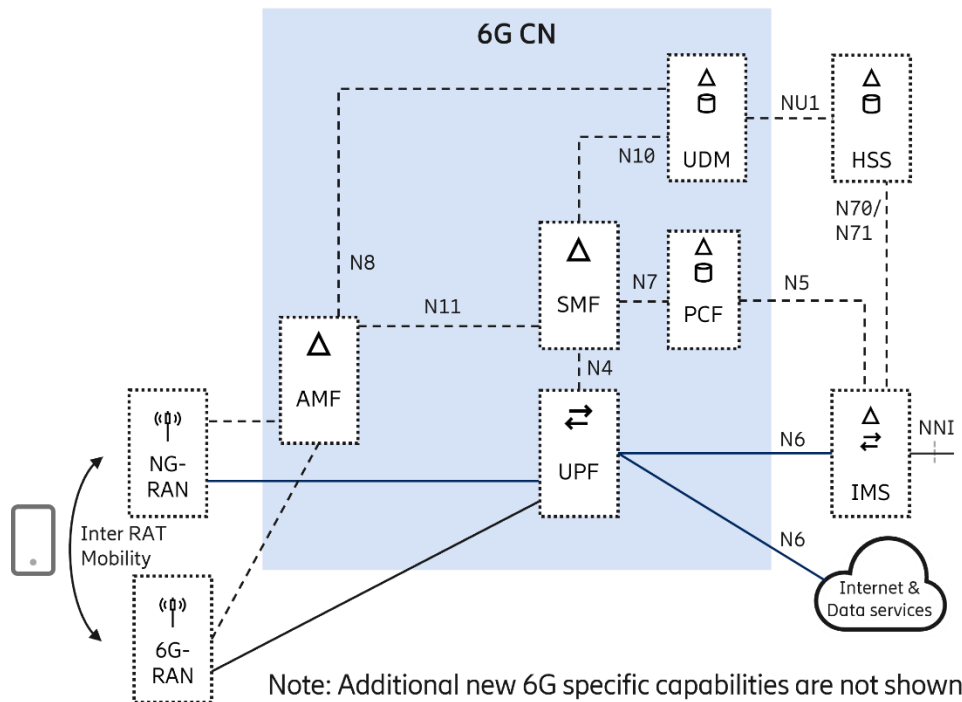 6G CN
NU1
UDM
HSS
N10
N70/
N71
N8
SMF
N7
PCF
N5
N11
AMF
N4
NG-
RAN
UPF
N6
IMS
NNI
Inter RAT
Mobility
N6
Internet &
Data services
6G-
RAN
Note: Additional new 6G specific capabilities are not shown